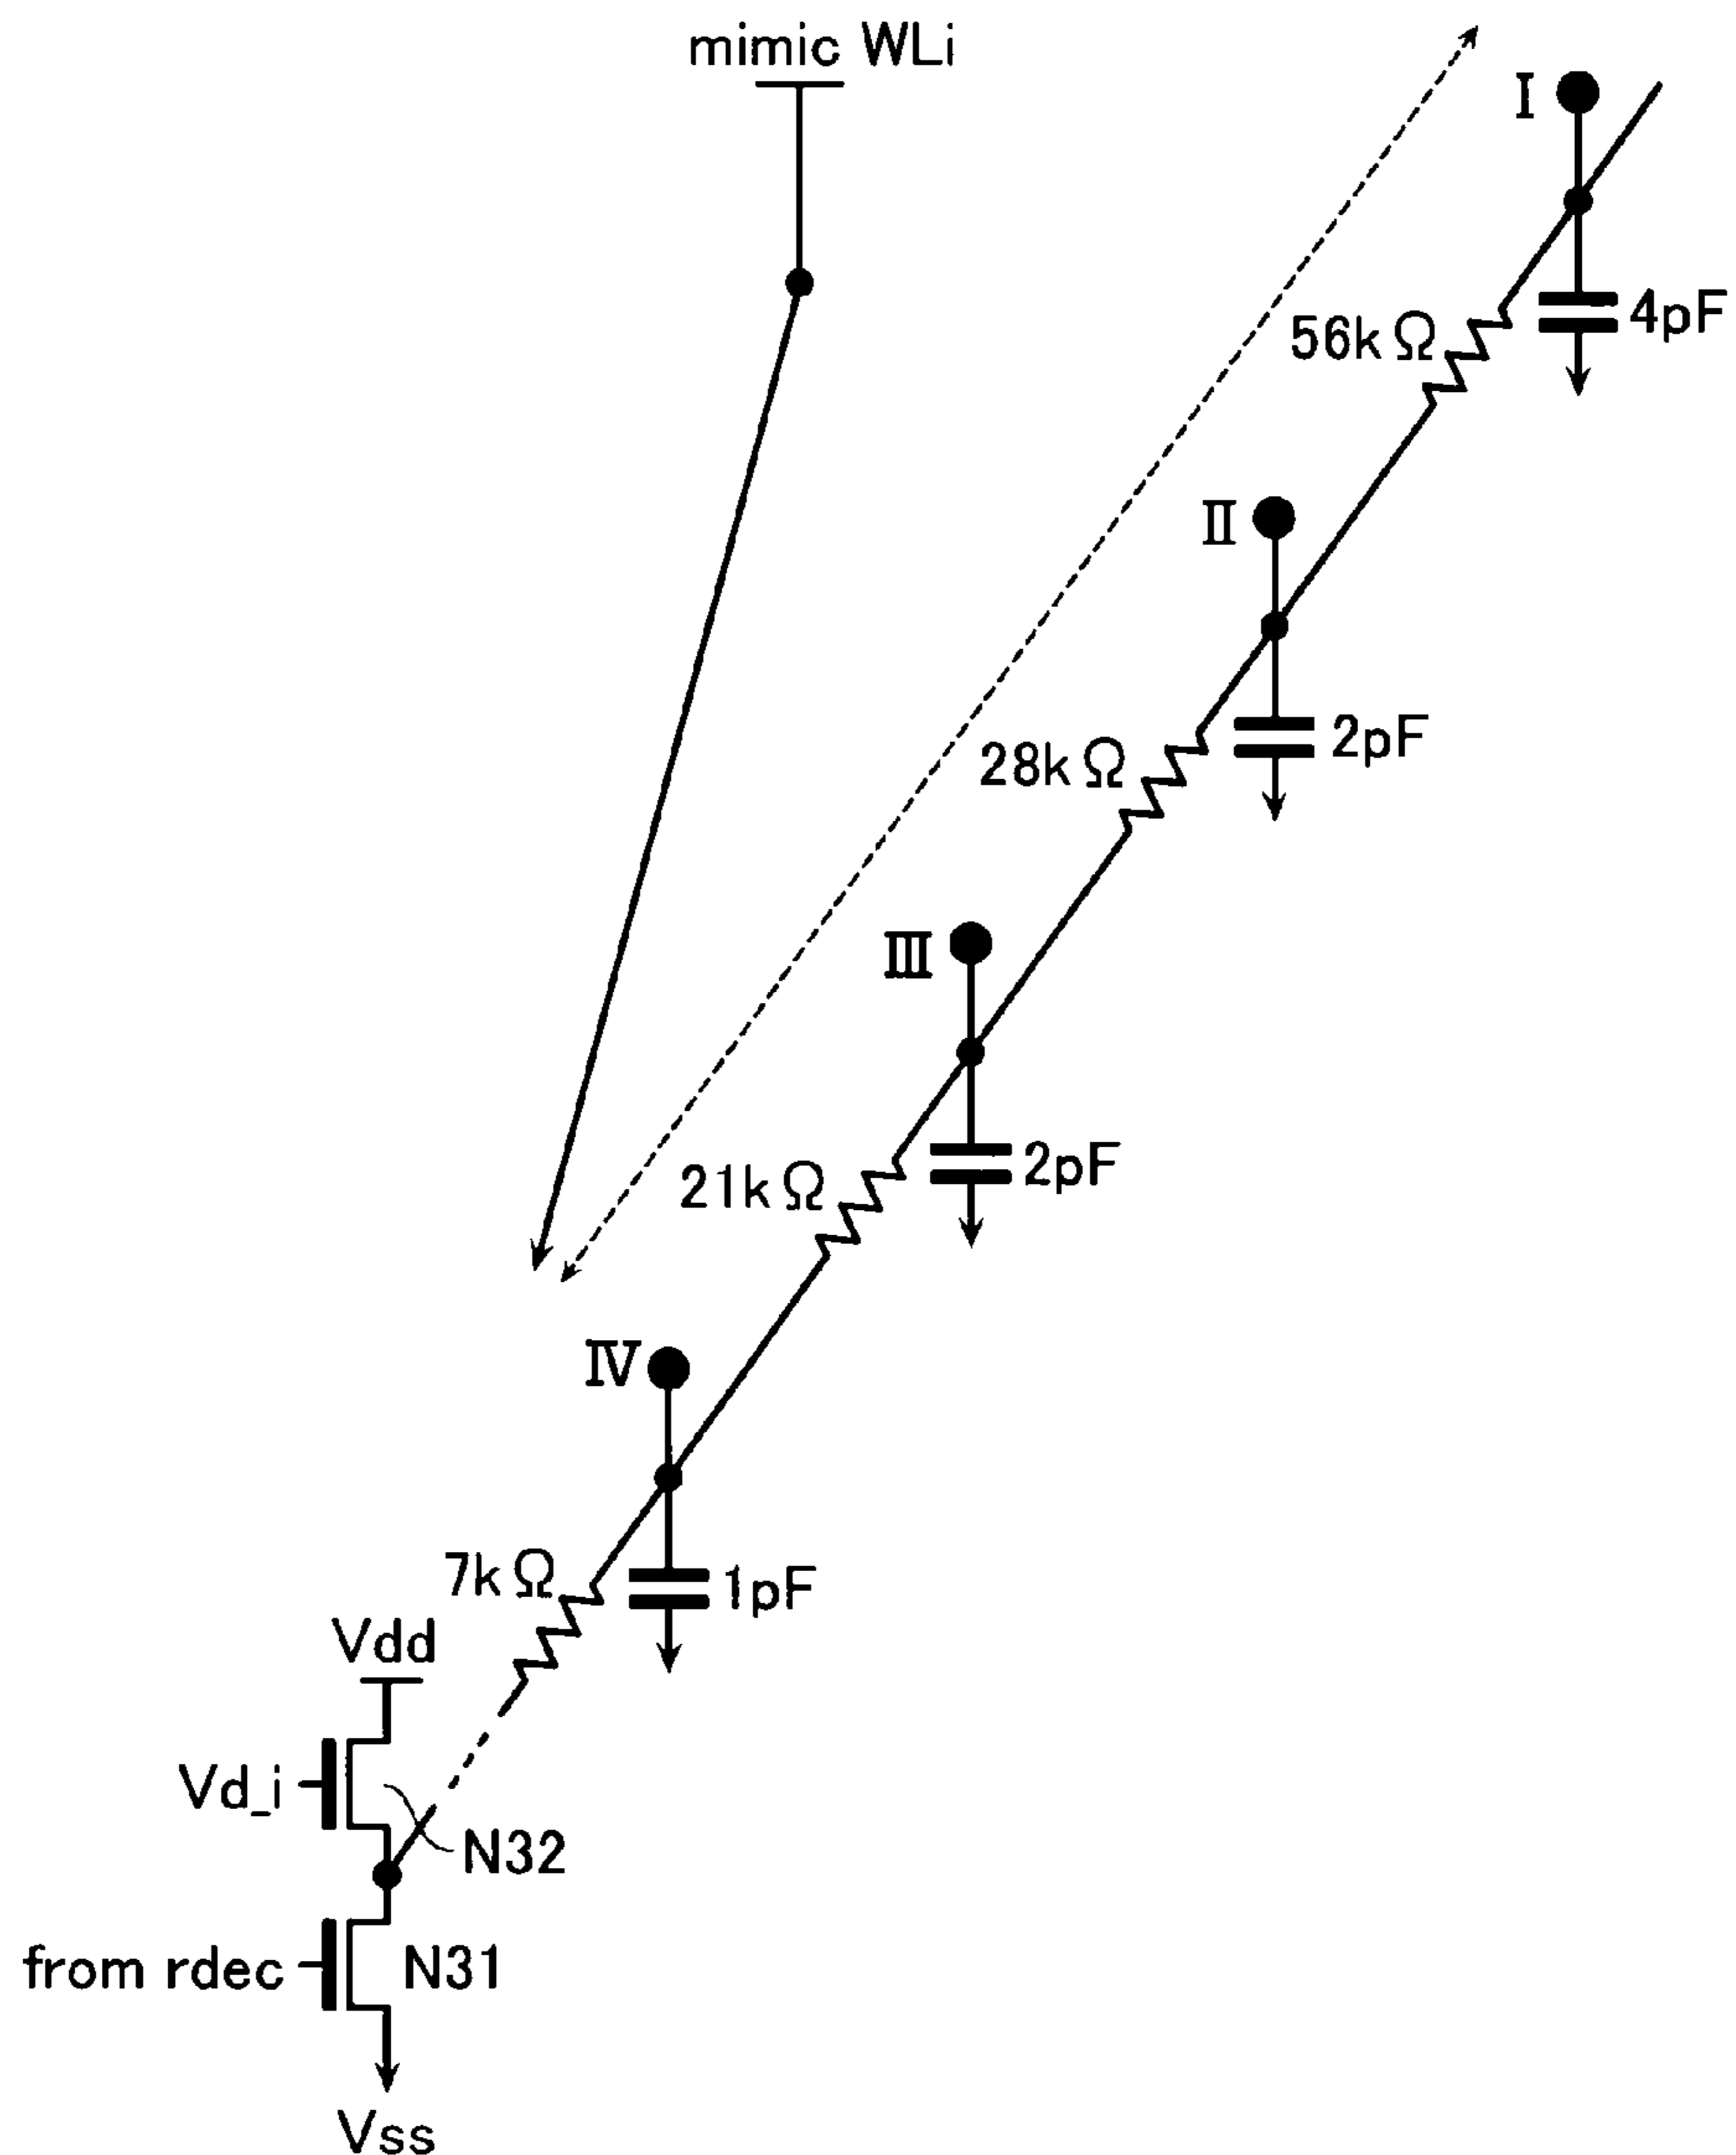 mimic WLi
I
56kΩ
4pF
II
28kΩ
2pF
III
21kΩ
2pF
IV
7kΩ
1pF
Vdd
Vd_i
N32
from rdec
N31
Vss